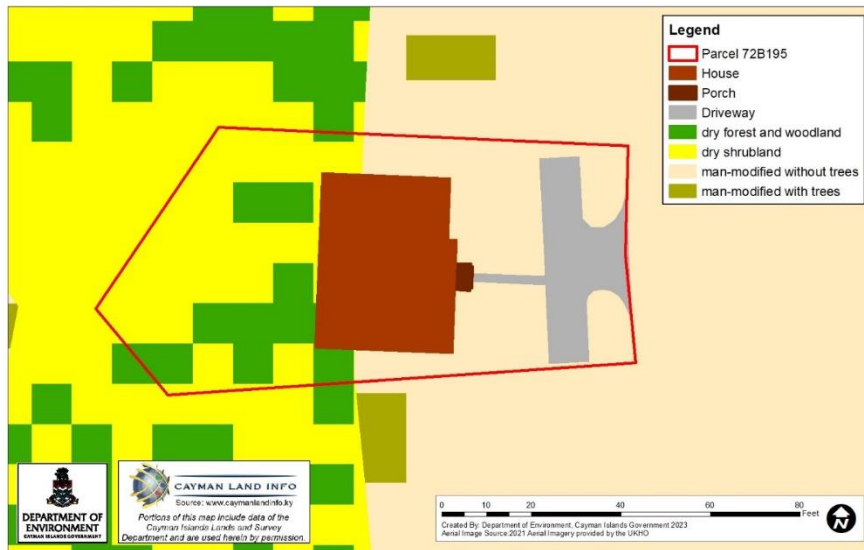 Legend
Parcel 72B195
House
Porch
Driveway
dry forest and woodland
dry shrubland
man-modified without trees
man-modified with trees
DEPARTMENT OF
ENVIRONMENT
CAYMAN ISLANDS GOVERNMENT
CAYMAN LAND INFO
Source: www.caymanlandinfo.ky
Portions of this map include data of the
Cayman Islands Lands and Survey
Department and are used herein by permission.
0 10 20 40 60 80
Feet
Created By: Department of Environment, Cayman Islands Government 2023
Aerial Image Source:2021 Aerial Imagery provided by the UKHO